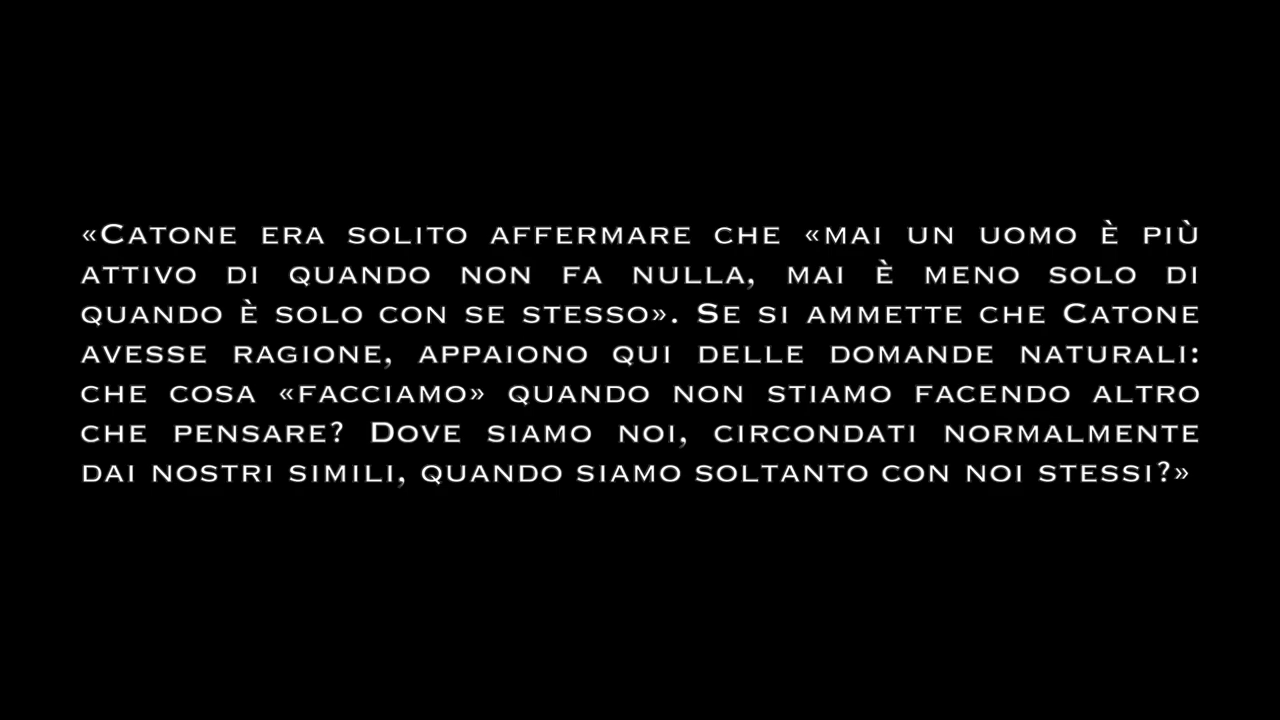 «Catone era solito affermare che «mai un uomo è più
attivo di quando non fa nulla, mai è meno solo di
quando è solo con se stesso». Se si ammette che Catone
avesse ragione, appaiono qui delle domande naturali:
che cosa «facciamo» quando non stiamo facendo altro
che pensare? Dove siamo noi, circondati normalmente
dai nostri simili, quando siamo soltanto con noi stessi?»